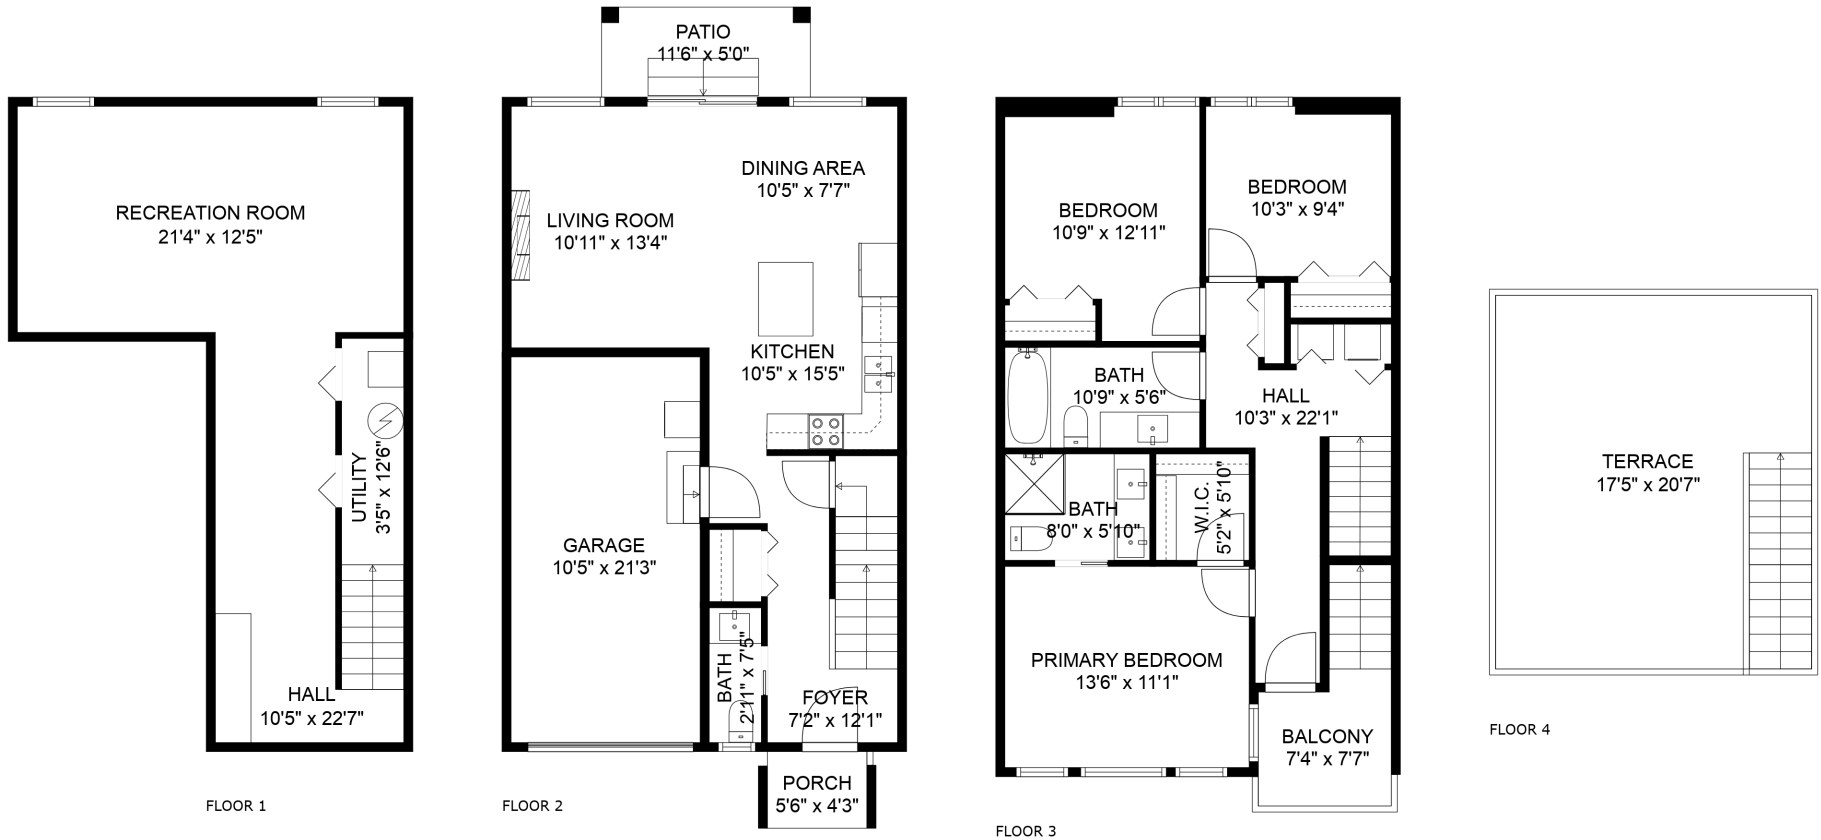 RECREATION ROOM
21'4" x 12'5"
UTILITY
3'5" x 12'6"
HALL
10'5" x 22'7"
FLOOR 1
PATIO
11'6" x 5'0"
DINING AREA
10'5" x 7'7"
LIVING ROOM
10'11" x 13'4"
KITCHEN
10'5" x 15'5"
GARAGE
10'5" x 21'3"
BATH
2'11" x 7'5"
FOYER
7'2" x 12'1"
PORCH
5'6" x 4'3"
FLOOR 2
BEDROOM
10'9" x 12'11"
BEDROOM
10'3" x 9'4"
BATH
10'9" x 5'6"
HALL
10'3" x 22'1"
BATH
8'0" x 5'10"
W.I.C.
5'2" x 5'10"
PRIMARY BEDROOM
13'6" x 11'1"
BALCONY
7'4" x 7'7"
FLOOR 3
TERRACE
17'5" x 20'7"
FLOOR 4